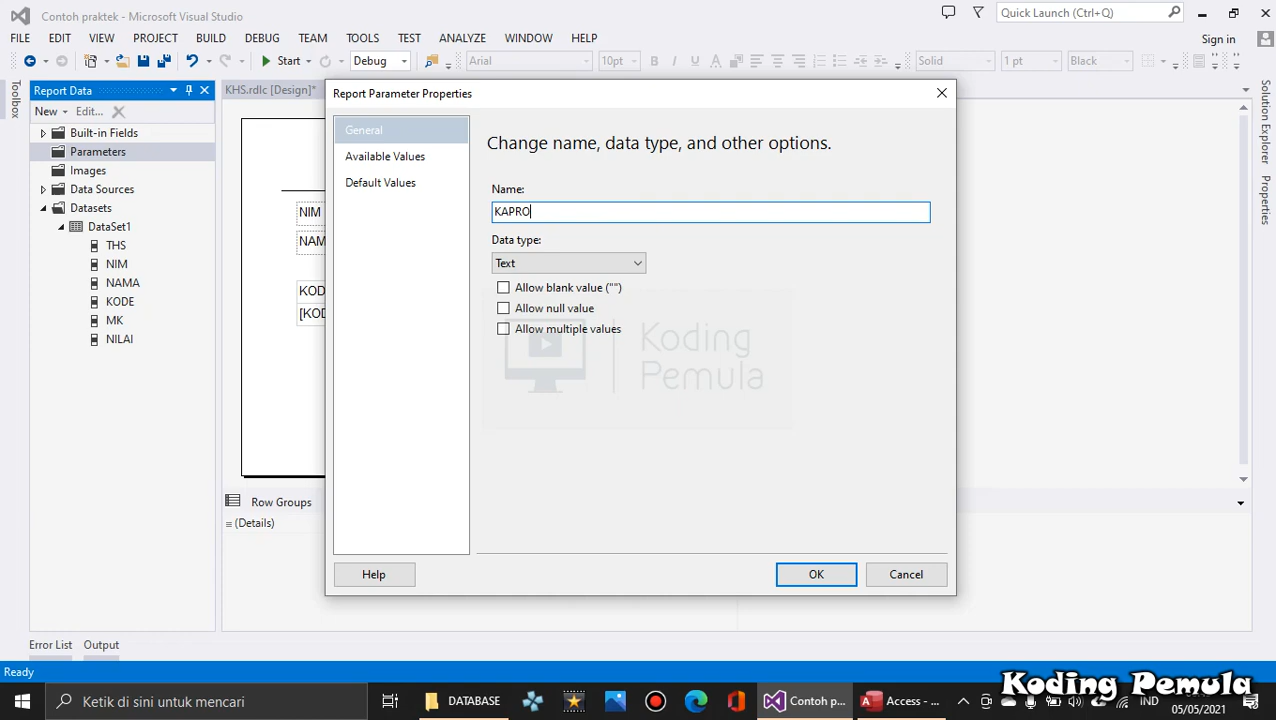 Contoh praktek - Microsoft Visual Studio
Quick Launch (Ctrl+Q)
FILE EDIT VIEW PROJECT BUILD DEBUG TEAM TOOLS TEST ANALYZE WINDOW HELP
Sign in
Start Debug Arial 10pt B I U A Solid 1 pt Black
Toolbox
Report Data
New Edit...
Built-in Fields
Parameters
Images
Data Sources
Datasets
DataSet1
THS
NIM
NAMA
KODE
MK
NILAI
KHS.rdlc [Design]*
NIM
NAM
KOD
[KOD
Row Groups
(Details)
Report Parameter Properties
General
Available Values
Default Values
Change name, data type, and other options.
Name:
KAPRO
Data type:
Text
Allow blank value ("")
Allow null value
Allow multiple values
Koding
Pemula
Help
OK
Cancel
Solution Explorer
Properties
Error List Output
Ready
Koding Pemula
Ketik di sini untuk mencari
DATABASE
Contoh p...
Access - ...
IND
05/05/2021